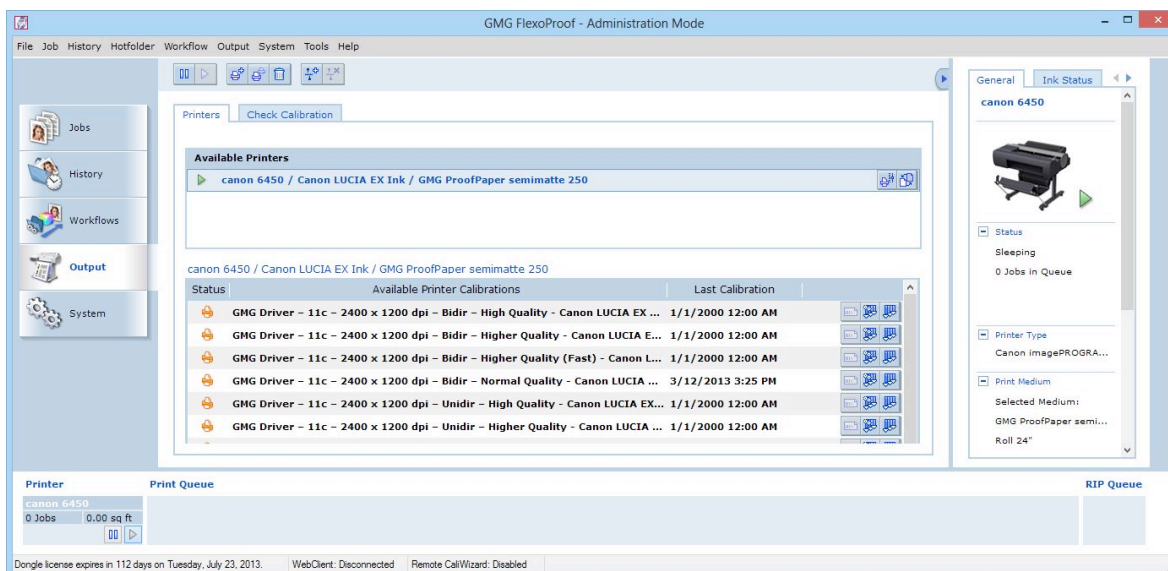 GMG FlexoProof - Administration Mode
File Job History Hotfolder Workflow Output System Tools Help
Jobs
History
Workflows
Output
System
Printers Check Calibration
Available Printers
canon 6450 / Canon LUCIA EX Ink / GMG ProofPaper semimatte 250
canon 6450 / Canon LUCIA EX Ink / GMG ProofPaper semimatte 250
Status Available Printer Calibrations Last Calibration
GMG Driver – 11c – 2400 x 1200 dpi – Bidir – High Quality - Canon LUCIA EX ... 1/1/2000 12:00 AM
GMG Driver – 11c – 2400 x 1200 dpi – Bidir – Higher Quality - Canon LUCIA E... 1/1/2000 12:00 AM
GMG Driver – 11c – 2400 x 1200 dpi – Bidir – Higher Quality (Fast) - Canon L... 1/1/2000 12:00 AM
GMG Driver – 11c – 2400 x 1200 dpi – Bidir – Normal Quality - Canon LUCIA ... 3/12/2013 3:25 PM
GMG Driver – 11c – 2400 x 1200 dpi – Unidir – High Quality - Canon LUCIA EX... 1/1/2000 12:00 AM
GMG Driver – 11c – 2400 x 1200 dpi – Unidir – Higher Quality - Canon LUCIA ... 1/1/2000 12:00 AM
General Ink Status
canon 6450
Status
Sleeping
0 Jobs in Queue
Printer Type
Canon imagePROGRA...
Print Medium
Selected Medium:
GMG ProofPaper semi...
Roll 24"
Printer Print Queue RIP Queue
canon 6450
0 Jobs 0.00 sq ft
Dongle license expires in 112 days on Tuesday, July 23, 2013. WebClient: Disconnected Remote CaliWizard: Disabled